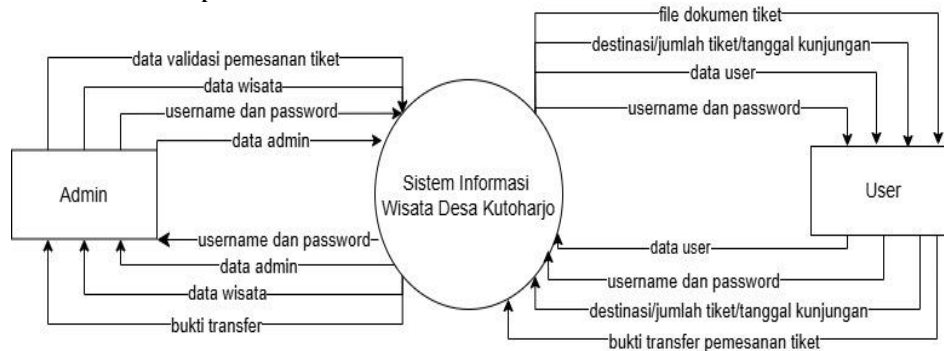 file dokumen tiket
destinasi/jumlah tiket/tanggal kunjungan
data user
username dan password
data validasi pemesanan tiket
data wisata
username dan password
data admin
Admin
Sistem Informasi
Wisata Desa Kutoharjo
User
username dan password
data admin
data wisata
bukti transfer
data user
username dan password
destinasi/jumlah tiket/tanggal kunjungan
bukti transfer pemesanan tiket